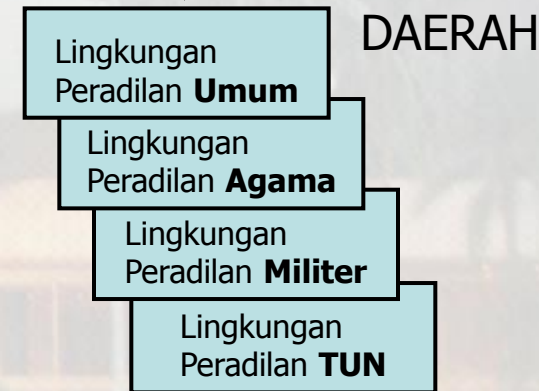 DAERAH
Lingkungan
Peradilan Umum
Lingkungan
Peradilan Agama
Lingkungan
Peradilan Militer
Lingkungan
Peradilan TUN